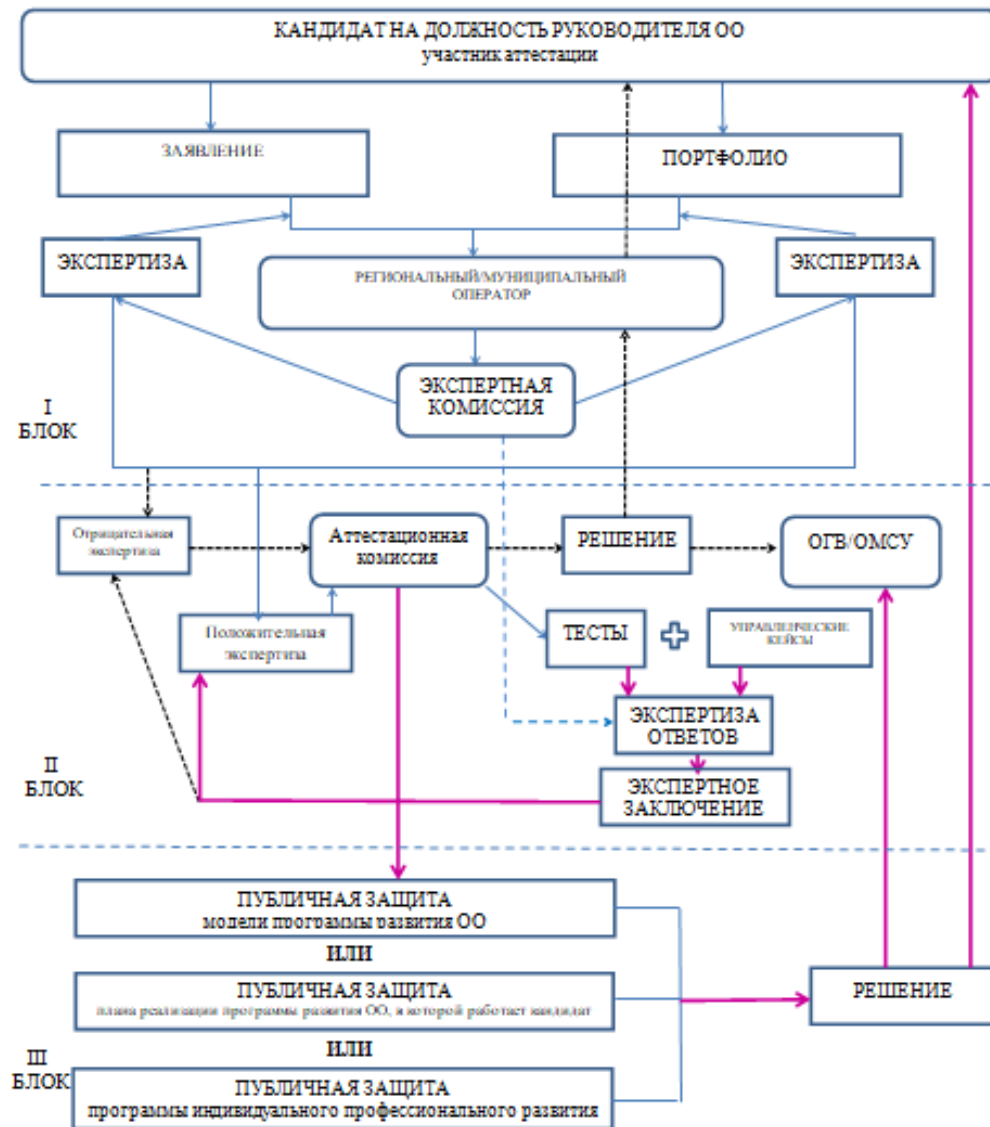 КАНДИДАТ НА ДОЛЖНОСТЬ РУКОВОДИТЕЛЯ ОО
участник аттестации
ЗАЯВЛЕНИЕ
ПОРТФОЛИО
ЭКСПЕРТИЗА
РЕГИОНАЛЬНЫЙ/МУНИЦИПАЛЬНЫЙ
ОПЕРАТОР
ЭКСПЕРТИЗА
ЭКСПЕРТНАЯ
КОМИССИЯ
I
БЛОК
Отрицательная
экспертиза
Аттестационная
комиссия
РЕШЕНИЕ
ОГВ/ОМСУ
Положительная
экспертиза
ТЕСТЫ
УПРАВЛЕНЧЕСКИЕ
КЕЙСЫ
ЭКСПЕРТИЗА
ОТВЕТОВ
II
БЛОК
ЭКСПЕРТНОЕ
ЗАКЛЮЧЕНИЕ
ПУБЛИЧНАЯ ЗАЩИТА
модели программы развития ОО
ИЛИ
ПУБЛИЧНАЯ ЗАЩИТА
плана реализации программы развития ОО, в которой работает кандидат
РЕШЕНИЕ
ИЛИ
III
БЛОК
ПУБЛИЧНАЯ ЗАЩИТА
программы индивидуального профессионального развития